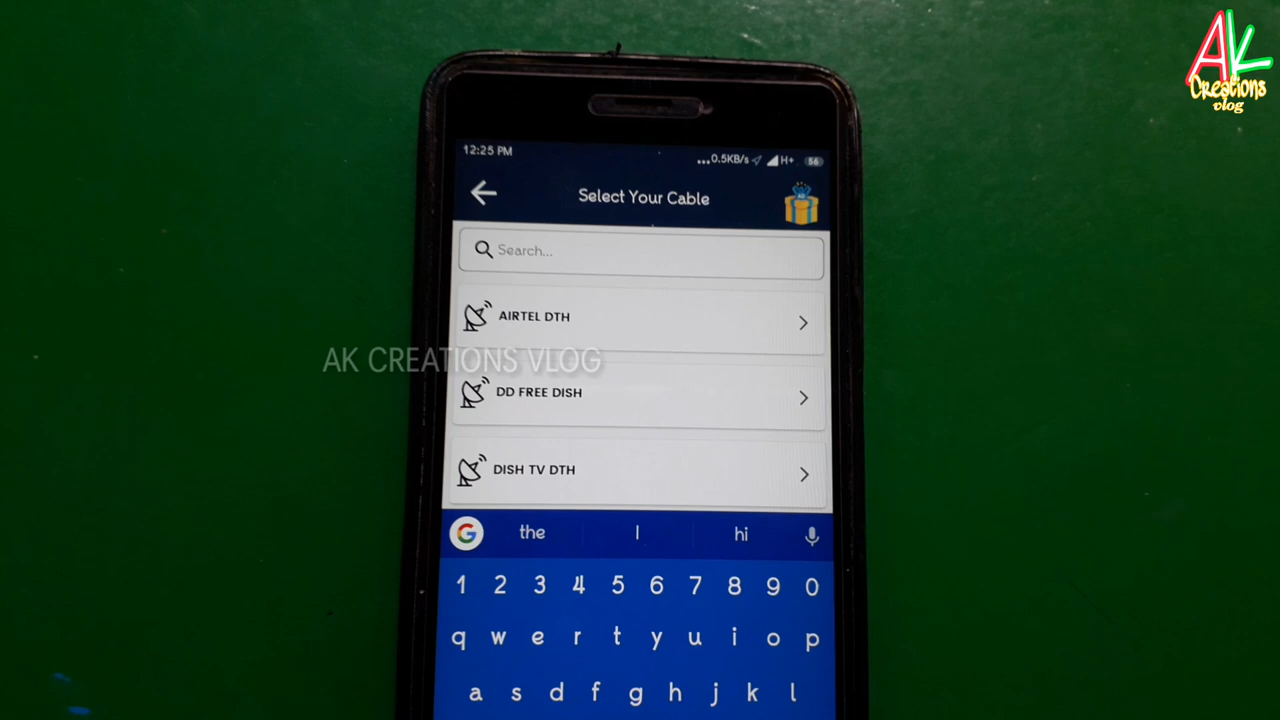 AK
Creations
vlog
12:25 PM
...0.5KB/s H+ 56
Select Your Cable
Search...
AIRTEL DTH
AK CREATIONS VLOG
DD FREE DISH
DISH TV DTH
G the I hi
1 2 3 4 5 6 7 8 9 0
q w e r t y u i o p
a s d f g h j k l